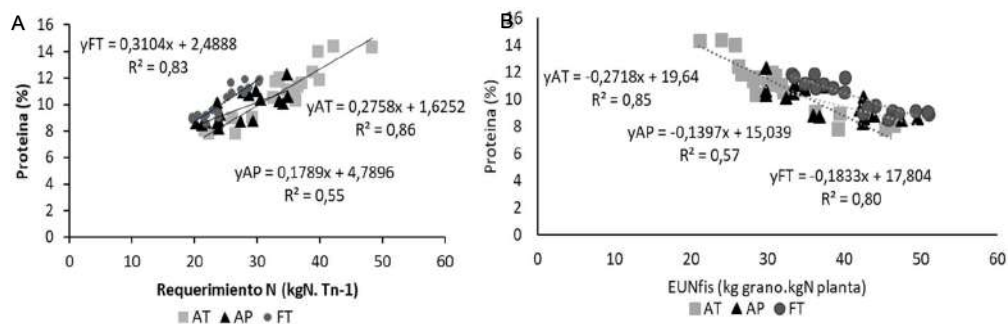 A
Proteina (%)
16
14
12
10
8
6
4
2
0
yFT = 0,3104x + 2,4888
R² = 0,83
yAT = 0,2758x + 1,6252
R² = 0,86
yAP = 0,1789x + 4,7896
R² = 0,55
0 10 20 30 40 50 60
Requerimiento N (kgN. Tn-1)
AT AP FT
B
Proteina (%)
16
14
12
10
8
6
4
2
0
yAT = -0,2718x + 19,64
R² = 0,85
yAP = -0,1397x + 15,039
R² = 0,57
yFT = -0,1833x + 17,804
R² = 0,80
0 10 20 30 40 50 60
EUNfis (kg grano.kgN planta)
AT AP FT